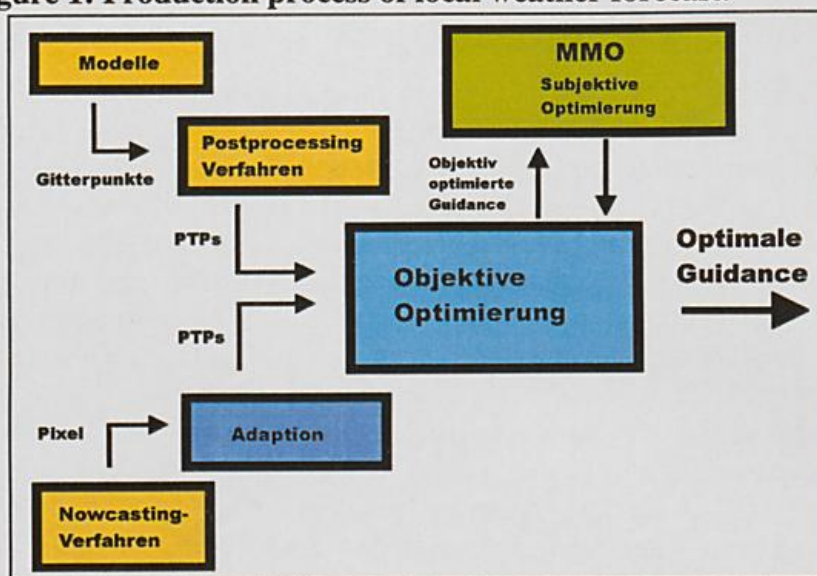 Modelle
MMO
Subjektive
Optimierung
Postprocessing
Verfahren
Gitterpunkte
Objektiv
optimierte
Guidance
PTPs
Objektive
Optimierung
Optimale
Guidance
PTPs
Pixel
Adaption
Nowcasting-
Verfahren